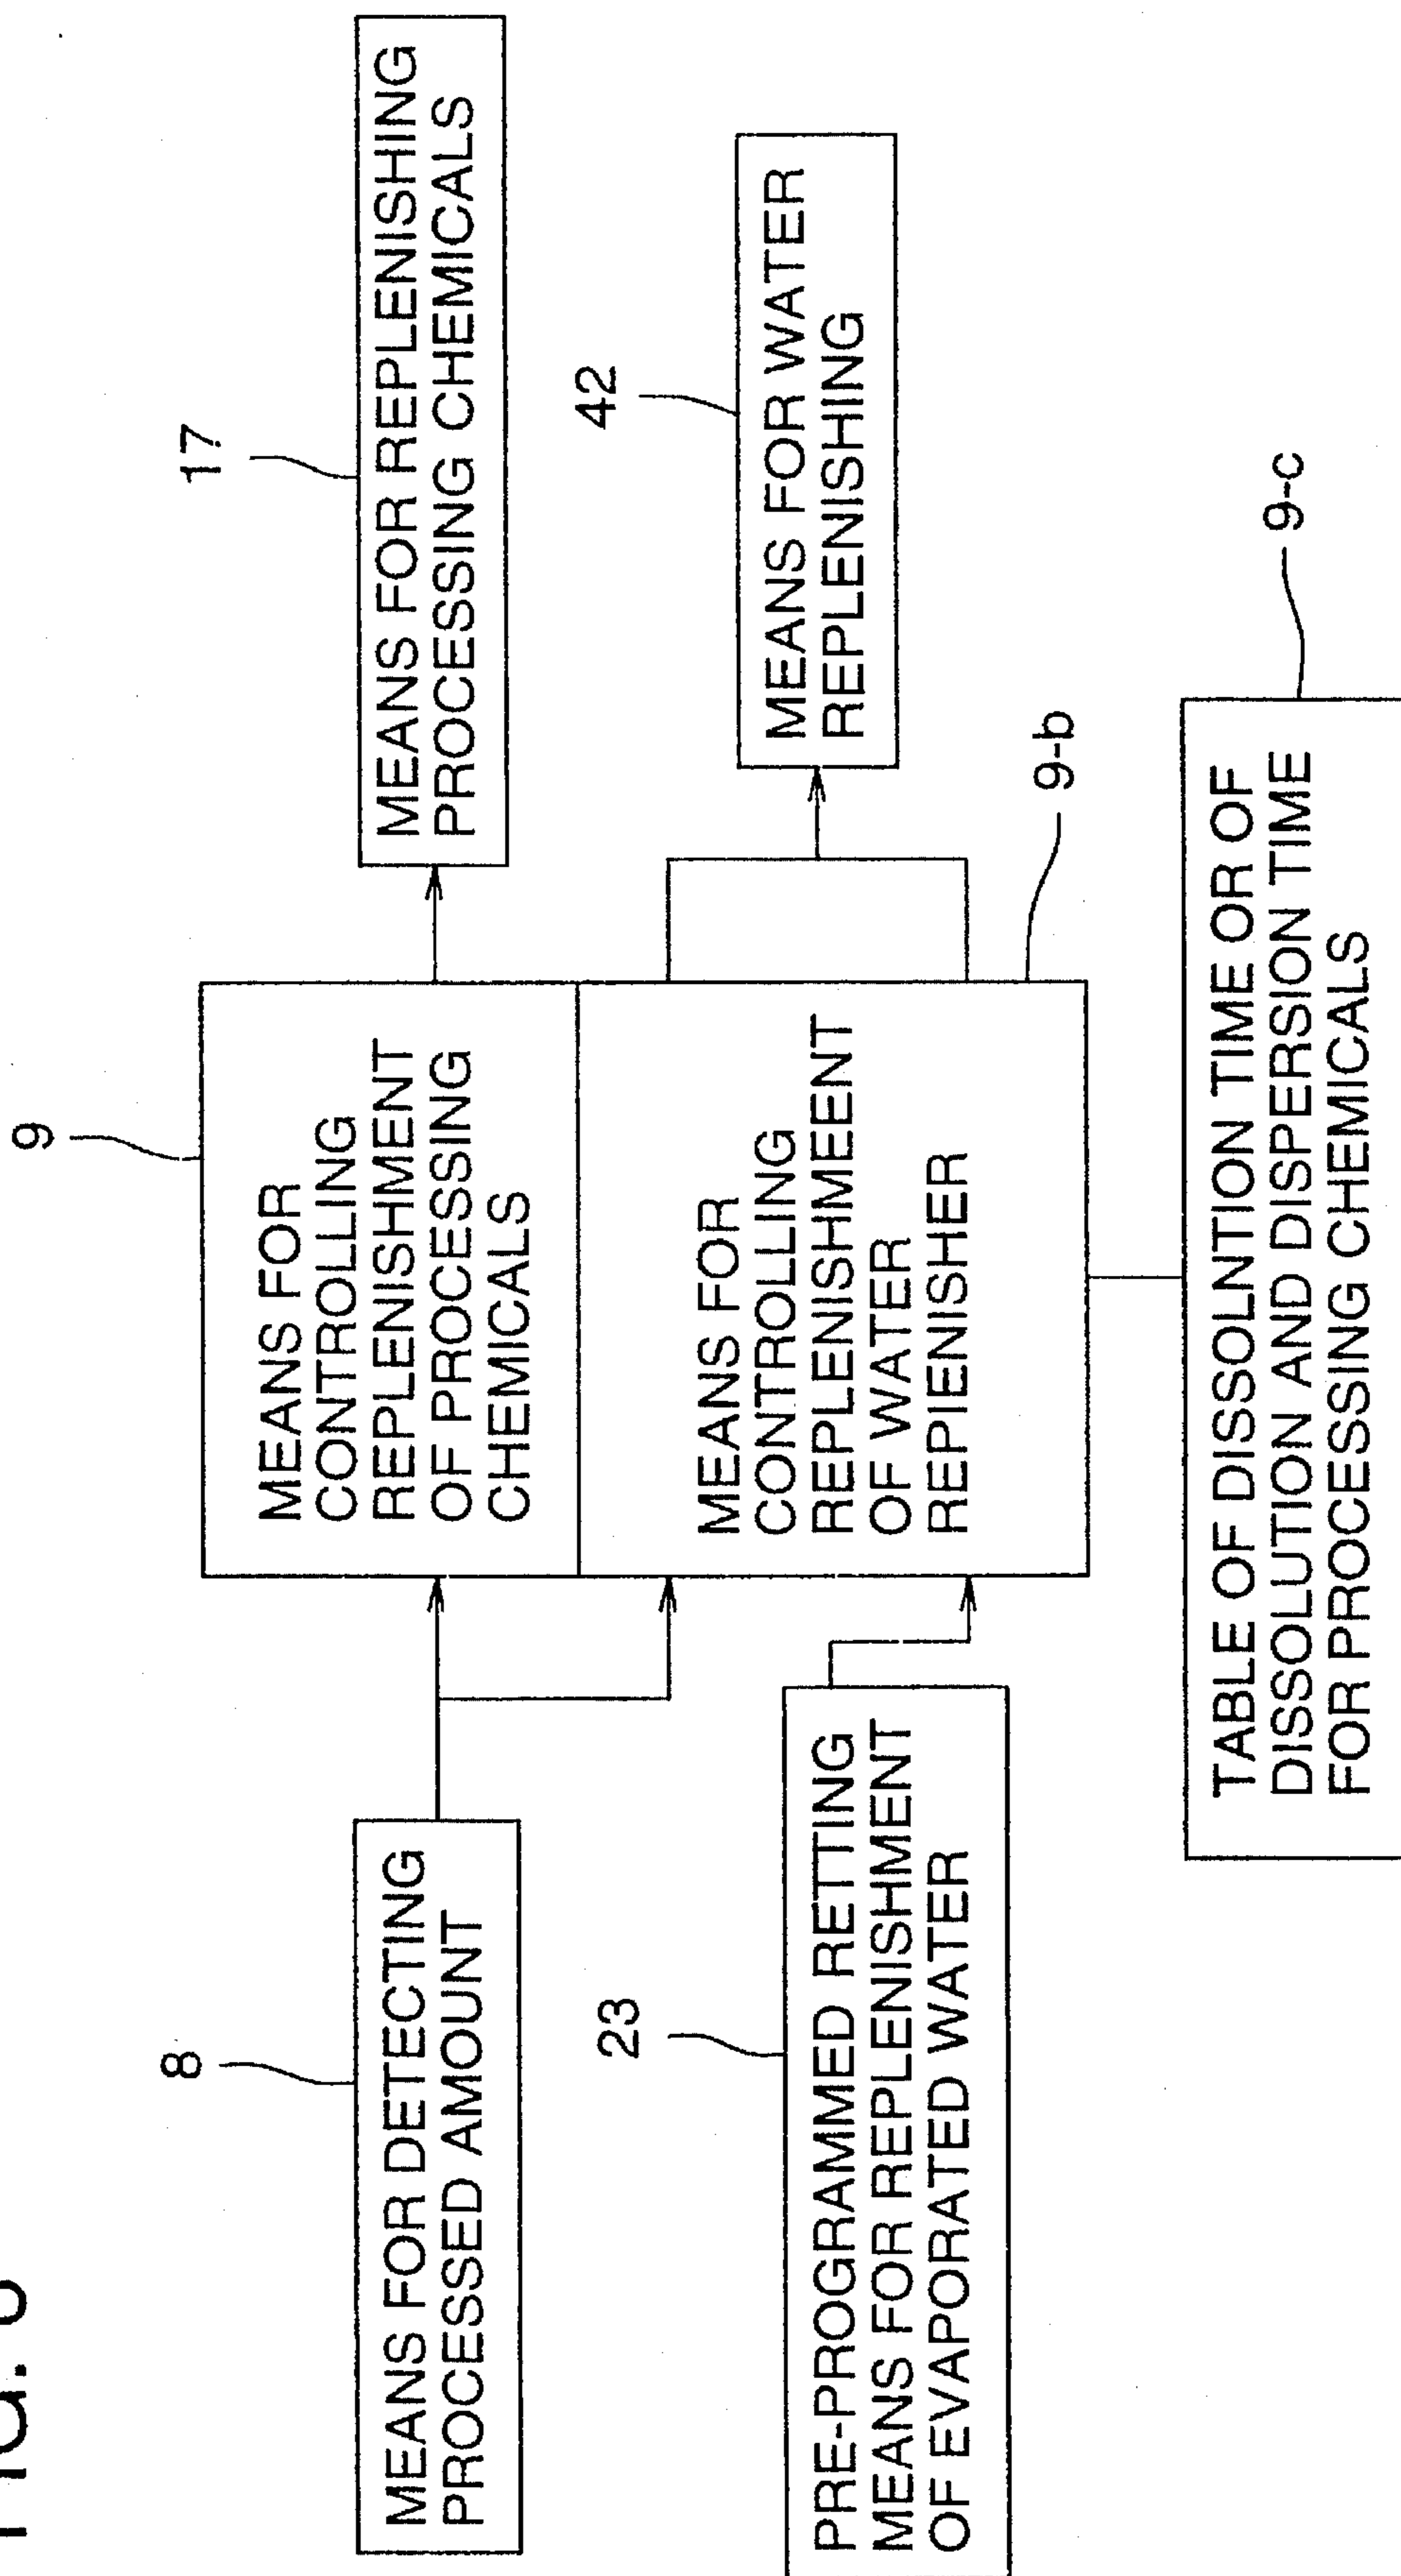 8
MEANS FOR DETECTING
PROCESSED AMOUNT
23
PRE-PROGRAMMED RETTING
MEANS FOR REPLENISHMENT
OF EVAPORATED WATER
9
MEANS FOR
CONTROLLING
REPLENISHMENT
OF PROCESSING
CHEMICALS
MEANS FOR
CONTROLLING
REPLENISHMEENT
OF WATER
REPIENISHER
9-b
17
MEANS FOR REPLENISHING
PROCESSING CHEMICALS
42
MEANS FOR WATER
REPLENISHING
9-c
TABLE OF DISSOLNTION TIME OR OF
DISSOLUTION AND DISPERSION TIME
FOR PROCESSING CHEMICALS